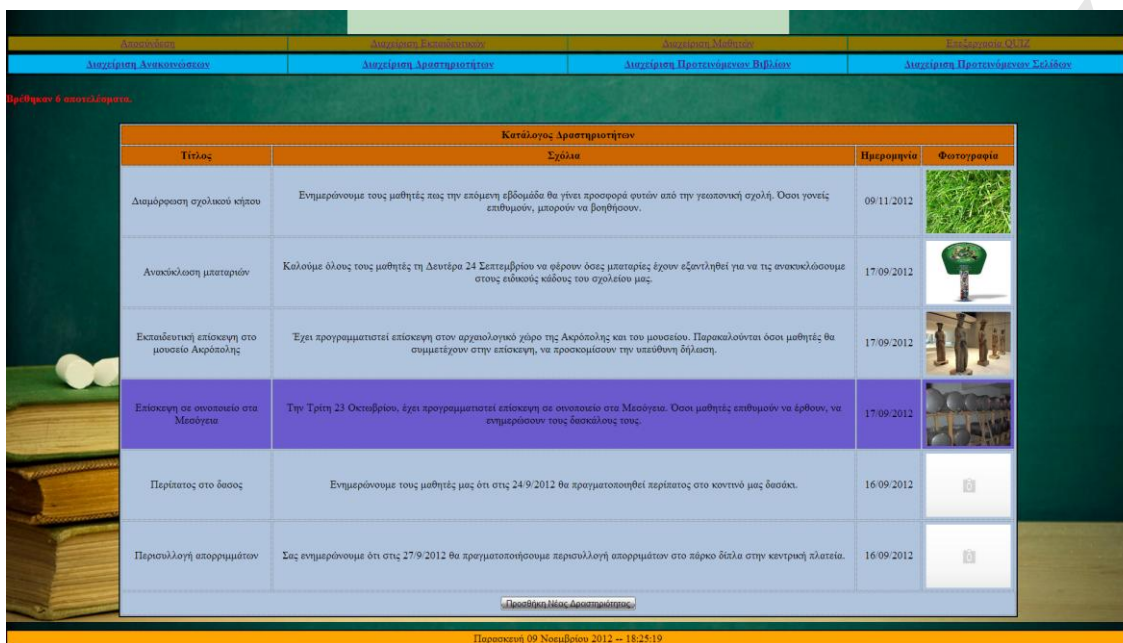 Αποσύνδεση Διαχείριση Εκπαιδευτικών Διαχείριση Μαθητών Επεξεργασία QUIZ
Διαχείριση Ανακοινώσεων Διαχείριση Δραστηριοτήτων Διαχείριση Προτεινόμενων Βιβλίων Διαχείριση Προτεινόμενων Σελίδων
Βρέθηκαν 6 αποτελέσματα.
Κατάλογος Δραστηριοτήτων
Τίτλος Σχόλια Ημερομηνία Φωτογραφία
Διαμόρφωση σχολικού κήπου
Ενημερώνουμε τους μαθητές πως την επόμενη εβδομάδα θα γίνει προσφορά φυτών από την γεωπονική σχολή. Όσοι γονείς
επιθυμούν, μπορούν να βοηθήσουν.
09/11/2012
Ανακύκλωση μπαταριών
Καλούμε όλους τους μαθητές τη Δευτέρα 24 Σεπτεμβρίου να φέρουν όσες μπαταρίες έχουν εξαντληθεί για να τις ανακυκλώσουμε
στους ειδικούς κάδους του σχολείου μας.
17/09/2012
Εκπαιδευτική επίσκεψη στο
μουσείο Ακρόπολης
Έχει προγραμματιστεί επίσκεψη στον αρχαιολογικό χώρο της Ακρόπολης και του μουσείου. Παρακαλούνται όσοι μαθητές θα
συμμετέχουν στην επίσκεψη, να προσκομίσουν την υπεύθυνη δήλωση.
17/09/2012
Επίσκεψη σε οινοποιείο στα
Μεσόγεια
Την Τρίτη 23 Οκτωβρίου, έχει προγραμματιστεί επίσκεψη σε οινοποιείο στα Μεσόγεια. Όσοι μαθητές επιθυμούν να έρθουν, να
ενημερώσουν τους δασκάλους τους.
17/09/2012
Περίπατος στο δασος
Ενημερώνουμε τους μαθητές μας ότι στις 24/9/2012 θα πραγματοποιηθεί περίπατος στο κοντινό μας δασάκι.
16/09/2012
Περισυλλογή απορριμμάτων
Σας ενημερώνουμε ότι στις 27/9/2012 θα πραγματοποιήσουμε περισυλλογή απορριμάτων στο πάρκο δίπλα στην κεντρική πλατεία.
16/09/2012
Προσθήκη Νέας Δραστηριότητας
Παρασκευή 09 Νοεμβρίου 2012 -- 18:25:19